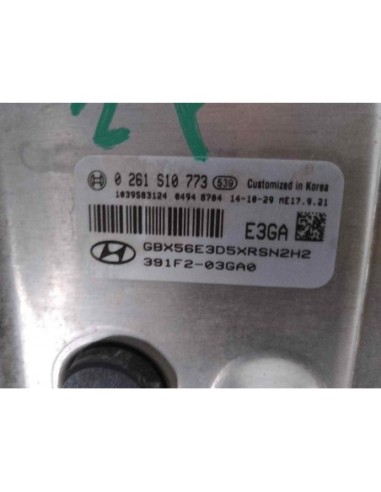 0 261 S10 773 539 Customized in Korea
1039S83124 0494 8704 14-10-29 ME17.9.21
E3GA
GBX56E3D5XRSN2H2
391F2-03GA0